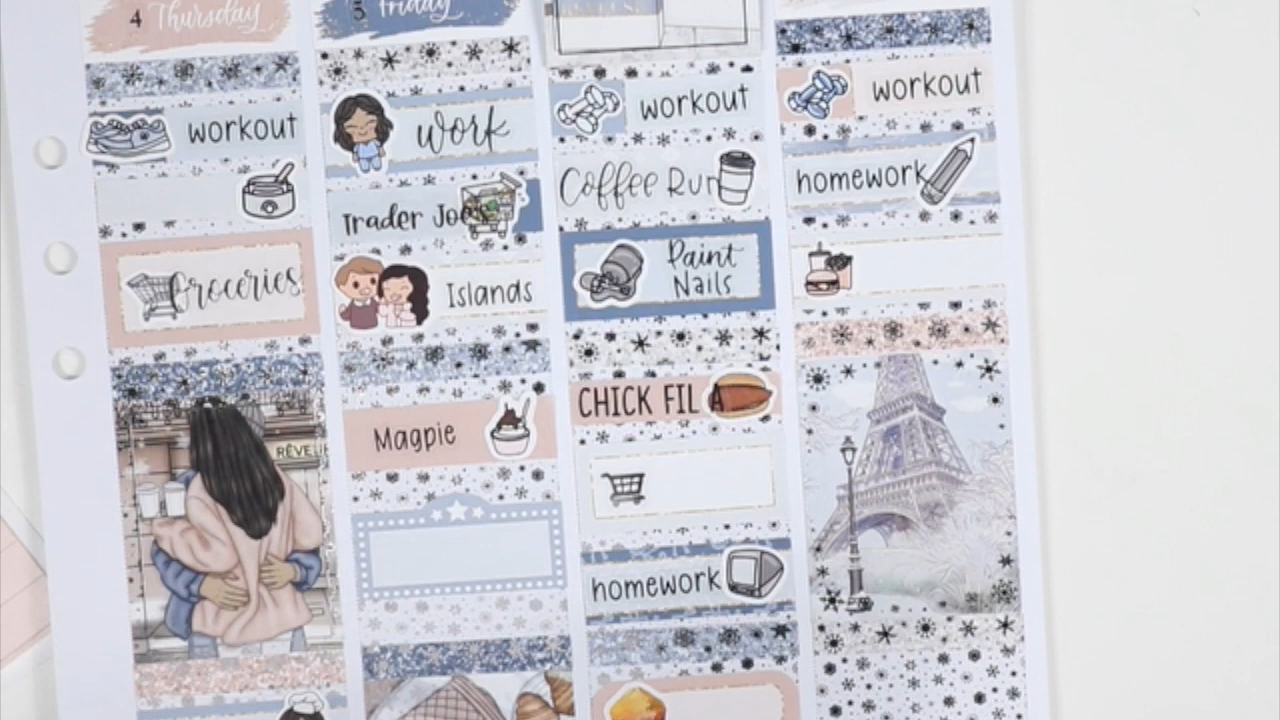 4 Thursday
workout
Groceries
RÊVE
5 Friday
work
Trader Joe's
Islands
Magpie
workout
Coffee Run
Paint
Nails
CHICK FIL A
homework
workout
homework